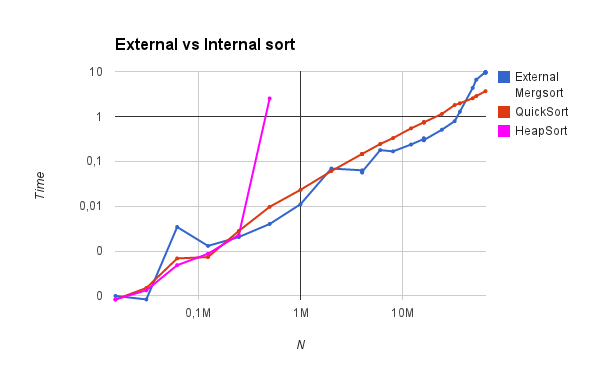 External vs Internal sort
10
1
0,1
0,01
0
0
Time
0,1M
1M
10M
N
External
Mergsort
QuickSort
HeapSort